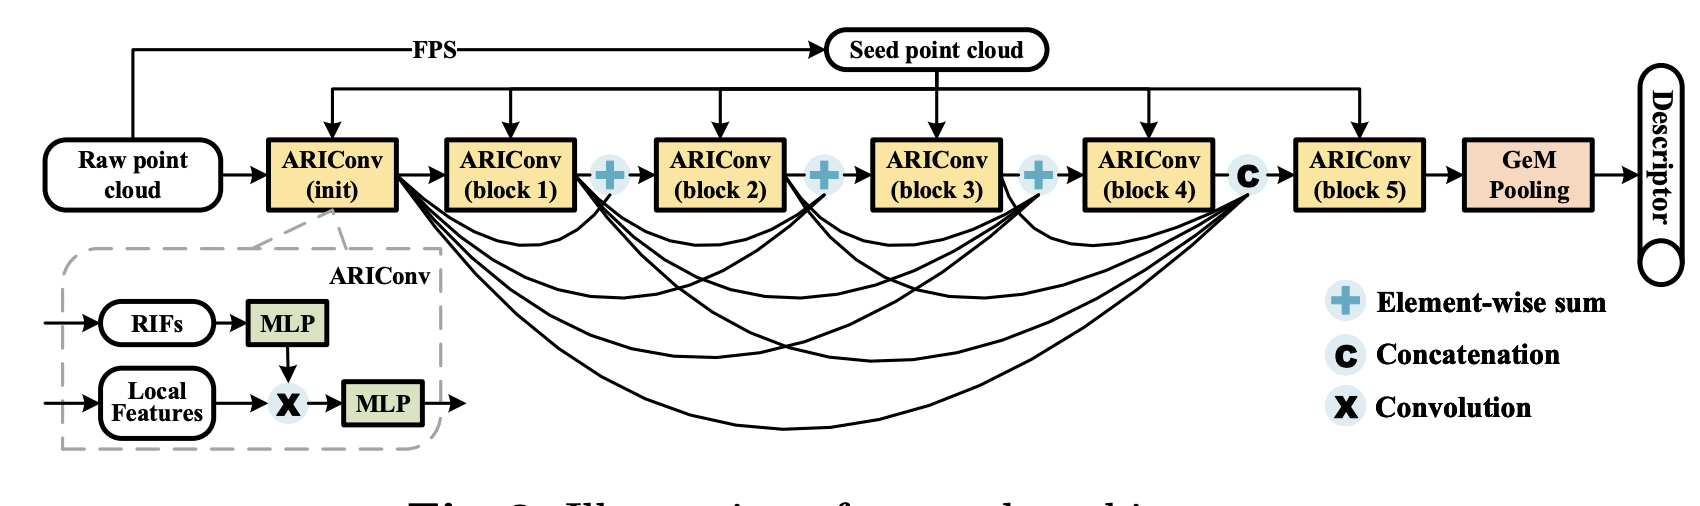 FPS
Seed point cloud
Raw point
cloud
ARIConv
(init)
ARIConv
(block 1)
ARIConv
(block 2)
ARIConv
(block 3)
ARIConv
(block 4)
C
ARIConv
(block 5)
GeM
Pooling
Descriptor
ARIConv
RIFs
MLP
Local
Features
X
MLP
Element-wise sum
C Concatenation
X Convolution